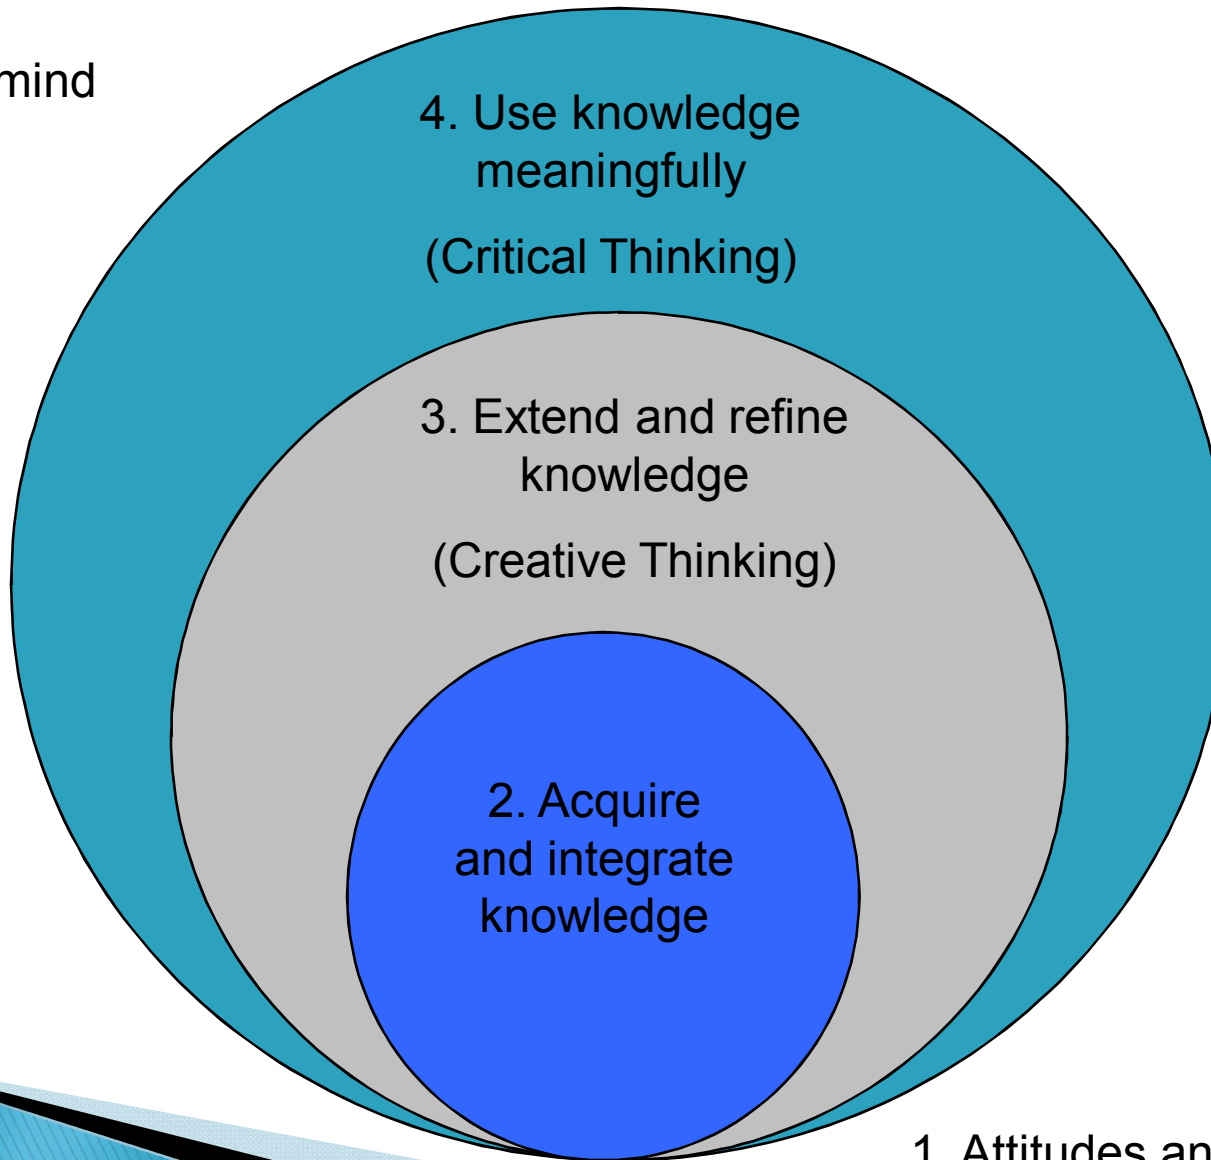 mind
4. Use knowledge
meaningfully
(Critical Thinking)
3. Extend and refine
knowledge
(Creative Thinking)
2. Acquire
and integrate
knowledge
1. Attitudes an